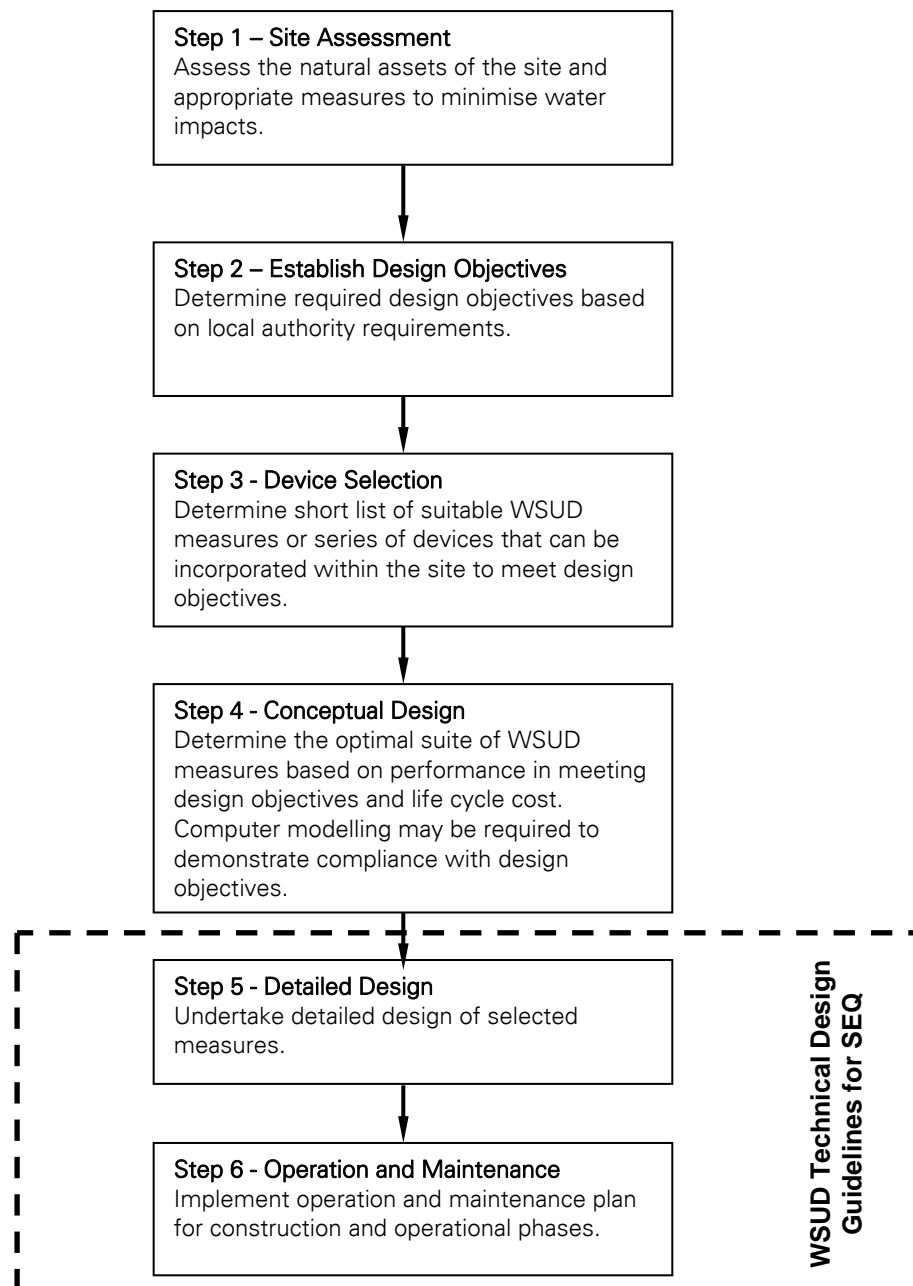 Step 1 – Site Assessment
Assess the natural assets of the site and
appropriate measures to minimise water
impacts.
Step 2 – Establish Design Objectives
Determine required design objectives based
on local authority requirements.
Step 3 - Device Selection
Determine short list of suitable WSUD
measures or series of devices that can be
incorporated within the site to meet design
objectives.
Step 4 - Conceptual Design
Determine the optimal suite of WSUD
measures based on performance in meeting
design objectives and life cycle cost.
Computer modelling may be required to
demonstrate compliance with design
objectives.
Step 5 - Detailed Design
Undertake detailed design of selected
measures.
Step 6 - Operation and Maintenance
Implement operation and maintenance plan
for construction and operational phases.
WSUD Technical Design
Guidelines for SEQ